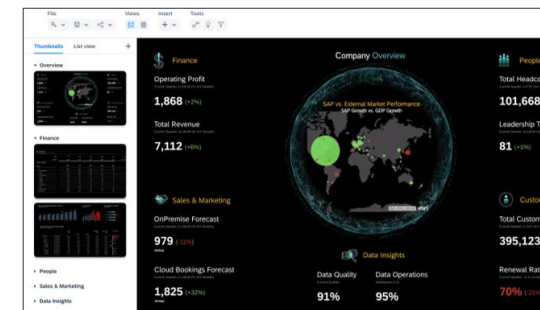 File
Views
Insert
Tools
Thumbnails
List view
Overview
Finance
People
Sales & Marketing
Data Insights
Finance
Operating Profit
1,868 (+2%)
Total Revenue
7,112 (+6%)
Sales & Marketing
OnPremise Forecast
979 (-11%)
Cloud Bookings Forecast
1,825 (+32%)
Company Overview
SAP vs. External Market Performance
SAP Growth vs. GDP Growth
esri
Data Insights
Data Quality
91%
Data Operations
95%
People
Total Headco
101,668
Leadership T
81 (+1%)
Custo
Total Custom
395,123
Renewal Rat
70% (-21%